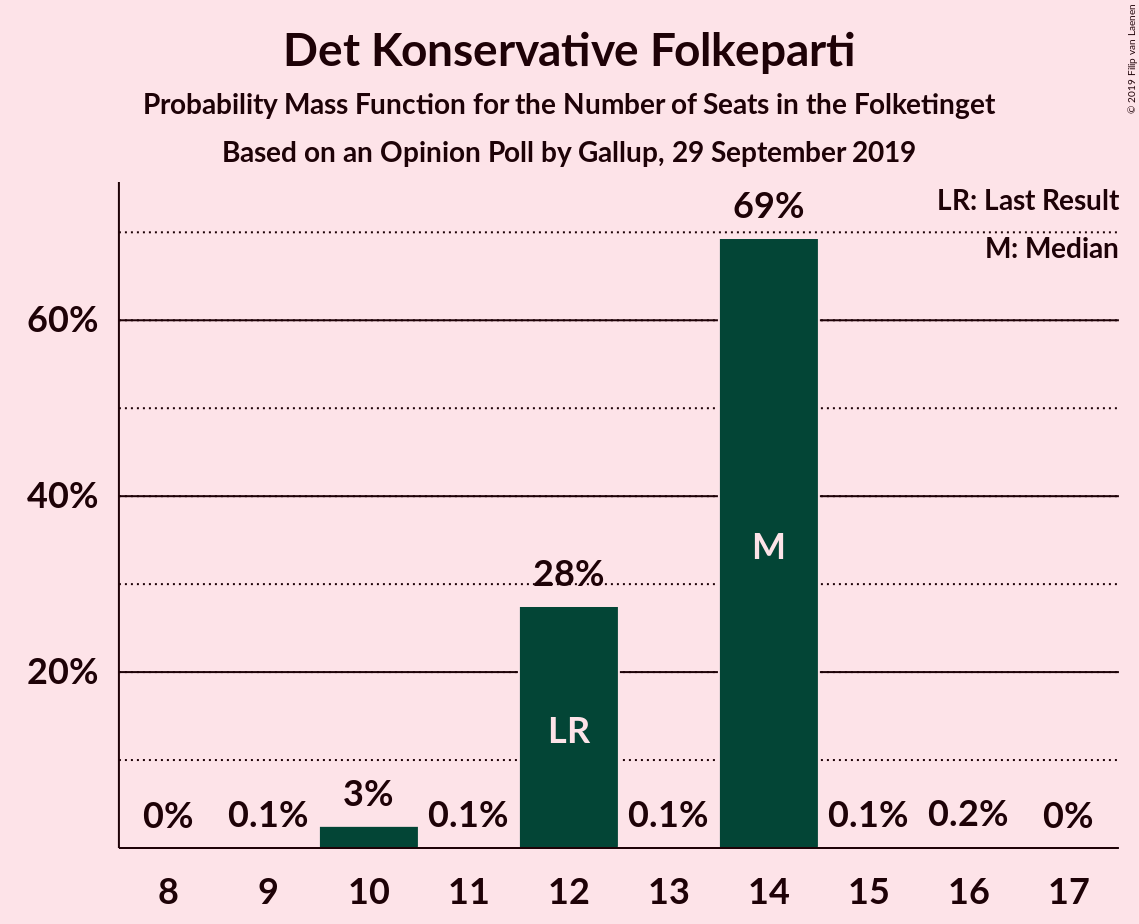 Det Konservative Folkeparti
Probability Mass Function for the Number of Seats in the Folketinget
Based on an Opinion Poll by Gallup, 29 September 2019
© 2019 Filip van Laenen
LR: Last Result
M: Median
69%
60%
M
40%
28%
20%
LR
0%
0.1%
3%
0.1%
0.1%
0.1%
0.2%
0%
8 9 10 11 12 13 14 15 16 17